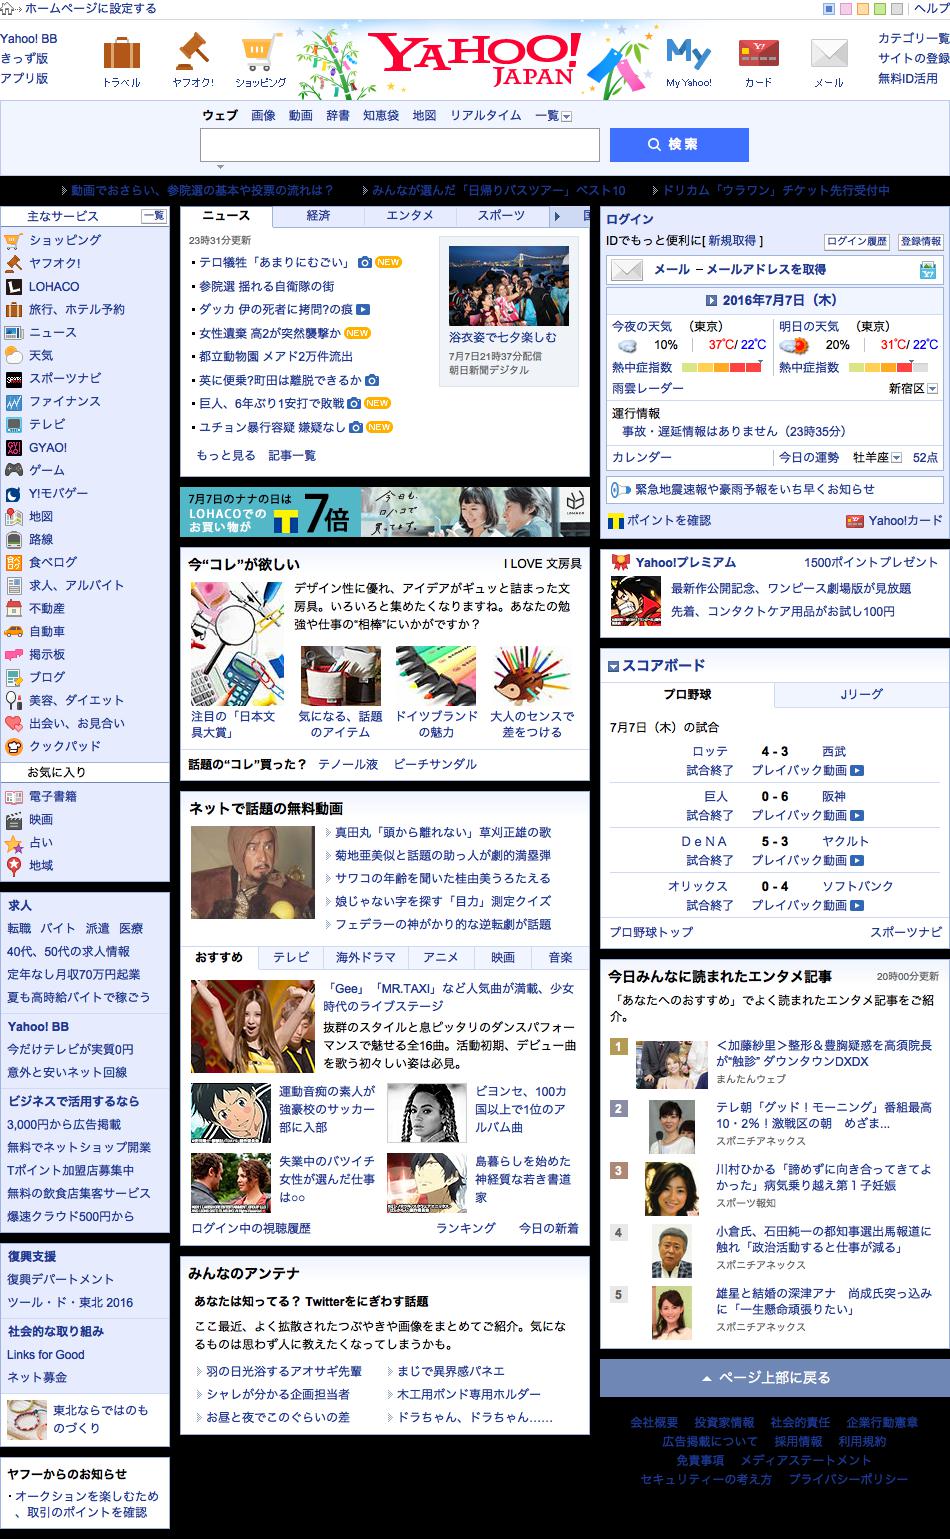 ホームページに設定する
ヘルプ
Yahoo! BB
きっず版
アプリ版
トラベル
ヤフオク!
ショッピング
YAHOO!
JAPAN
My Yahoo!
カード
メール
カテゴリ一覧
サイトの登録
無料ID活用
ウェブ 画像 動画 辞書 知恵袋 地図 リアルタイム 一覧
検索
動画でおさらい、参院選の基本や投票の流れは？
みんなが選んだ「日帰りバスツアー」ベスト10
ドリカム「ウラワン」チケット先行受付中
主なサービス 一覧
ショッピング
ヤフオク!
LOHACO
旅行、ホテル予約
ニュース
天気
スポーツナビ
ファイナンス
テレビ
GYAO!
ゲーム
Y!モバゲー
地図
路線
食べログ
求人、アルバイト
不動産
自動車
掲示板
ブログ
美容、ダイエット
出会い、お見合い
クックパッド
お気に入り
電子書籍
映画
占い
地域
求人
転職 バイト 派遣 医療
40代、50代の求人情報
定年なし月収70万円起業
夏も高時給バイトで稼ごう
Yahoo! BB
今だけテレビが実質0円
意外と安いネット回線
ビジネスで活用するなら
3,000円から広告掲載
無料でネットショップ開業
Tポイント加盟店募集中
無料の飲食店集客サービス
爆速クラウド500円から
復興支援
復興デパートメント
ツール・ド・東北 2016
社会的な取り組み
Links for Good
ネット募金
東北ならではのも
のづくり
ヤフーからのお知らせ
・オークションを楽しむため
、取引のポイントを確認
ニュース 経済 エンタメ スポーツ
23時31分更新
テロ犠牲「あまりにむごい」 NEW
参院選 揺れる自衛隊の街
ダッカ 伊の死者に拷問?の痕
女性遺棄 高2が突然襲撃か NEW
都立動物園 メアド2万件流出
英に便乗?町田は離脱できるか
巨人、6年ぶり1安打で敗戦 NEW
ユチョン暴行容疑 嫌疑なし NEW
もっと見る 記事一覧
浴衣姿で七夕楽しむ
7月7日21時37分配信
朝日新聞デジタル
7月7日のナナの日は
LOHACOでの
お買い物が
T 7倍
今日も、
ロハコで
買ってよ。
LOHACO
今“コレ”が欲しい
I LOVE 文房具
デザイン性に優れ、アイデアがギュッと詰まった文
房具。いろいろと集めたくなりますね。あなたの勉
強や仕事の“相棒”にいかがですか？
注目の「日本文
具大賞」
気になる、話題
のアイテム
ドイツブランド
の魅力
大人のセンスで
差をつける
話題の“コレ”買った？ テノール液 ビーチサンダル
ネットで話題の無料動画
真田丸「頭から離れない」草刈正雄の歌
菊地亜美似と話題の助っ人が劇的満塁弾
サワコの年齢を聞いた桂由美うろたえる
娘じゃない字を探す「目力」測定クイズ
フェデラーの神がかり的な逆転劇が話題
おすすめ テレビ 海外ドラマ アニメ 映画 音楽
「Gee」「MR.TAXI」など人気曲が満載、少女
時代のライブステージ
抜群のスタイルと息ピッタリのダンスパフォー
マンスで魅せる全16曲。活動初期、デビュー曲
を歌う初々しい姿は必見。
運動音痴の素人が
強豪校のサッカー
部に入部
ビヨンセ、100カ
国以上で1位のア
ルバム曲
失業中のバツイチ
女性が選んだ仕事
は○○
島暮らしを始めた
神経質な若き書道
家
ログイン中の視聴履歴
ランキング
今日の新着
みんなのアンテナ
あなたは知ってる？ Twitterをにぎわす話題
ここ最近、よく拡散されたつぶやきや画像をまとめてご紹介。気にな
るものは思わず人に教えたくなってしまうかも。
羽の日光浴するアオサギ先輩
まじで異界感パネエ
シャレが分かる企画担当者
木工用ボンド専用ホルダー
お昼と夜でこのぐらいの差
ドラちゃん、ドラちゃん……
ログイン
IDでもっと便利に[ 新規取得 ]
ログイン履歴 登録情報
メール – メールアドレスを取得
2016年7月7日（木）
今夜の天気 （東京）
10% 37℃/ 22℃
熱中症指数
明日の天気 （東京）
20% 31℃/ 22℃
熱中症指数
雨雲レーダー
新宿区
運行情報
事故・遅延情報はありません（23時35分）
カレンダー
今日の運勢 牡羊座 52点
緊急地震速報や豪雨予報をいち早くお知らせ
T ポイントを確認
Yahoo!カード
Yahoo!プレミアム
1500ポイントプレゼント
最新作公開記念、ワンピース劇場版が見放題
先着、コンタクトケア用品がお試し100円
スコアボード
プロ野球 Jリーグ
7月7日（木）の試合
ロッテ 4 - 3 西武
試合終了 プレイバック動画
巨人 0 - 6 阪神
試合終了 プレイバック動画
ＤｅＮＡ 5 - 3 ヤクルト
試合終了 プレイバック動画
オリックス 0 - 4 ソフトバンク
試合終了 プレイバック動画
プロ野球トップ
スポーツナビ
今日みんなに読まれたエンタメ記事
20時00分更新
「あなたへのおすすめ」でよく読まれたエンタメ記事をご紹
介。
1
＜加藤紗里＞整形＆豊胸疑惑を高須院長
が“触診” ダウンタウンDXDX
まんたんウェブ
2
テレ朝「グッド！モーニング」番組最高
10・2%！激戦区の朝 めざま...
スポニチアネックス
3
川村ひかる「諦めずに向き合ってきてよ
かった」病気乗り越え第１子妊娠
スポーツ報知
4
小倉氏、石田純一の都知事選出馬報道に
触れ「政治活動すると仕事が減る」
スポニチアネックス
5
雄星と結婚の深津アナ 尚成氏突っ込み
に「一生懸命頑張りたい」
スポニチアネックス
ページ上部に戻る
会社概要 投資家情報 社会的責任 企業行動憲章
広告掲載について 採用情報 利用規約
免責事項 メディアステートメント
セキュリティーの考え方 プライバシーポリシー